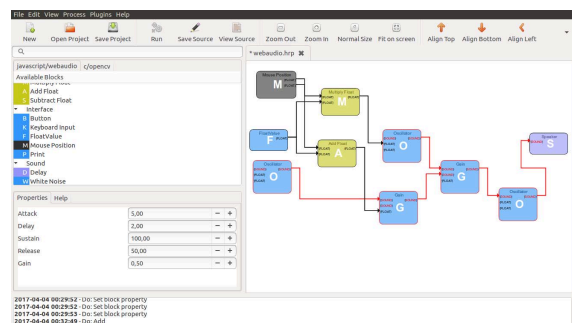 File Edit View Process Plugins Help
New Open Project Save Project Run Save Source View Source Zoom Out Zoom In Normal Size Fit on screen Align Top Align Bottom Align Left
*webaudio.hrp
javascript/webaudio c/opencv
Available Blocks
A Add Float
S Subtract Float
Interface
B Button
K Keyboard Input
F FloatValue
M Mouse Position
P Print
Sound
D Delay
W White Noise
Properties Help
Attack 5,00 − +
Delay 2,00 − +
Sustain 100,00 − +
Release 50,00 − +
Gain 0,50 − +
Mouse Position
M
Multiply Float
M
FloatValue
F
Add Float
A
Oscillator
O
Oscillator
O
Gain
G
Gain
G
Oscillator
O
Speaker
S
2017-04-04 00:29:52 - Do: Set block property
2017-04-04 00:29:52 - Do: Set block property
2017-04-04 00:29:53 - Do: Set block property
2017-04-04 00:32:49 - Do: Add